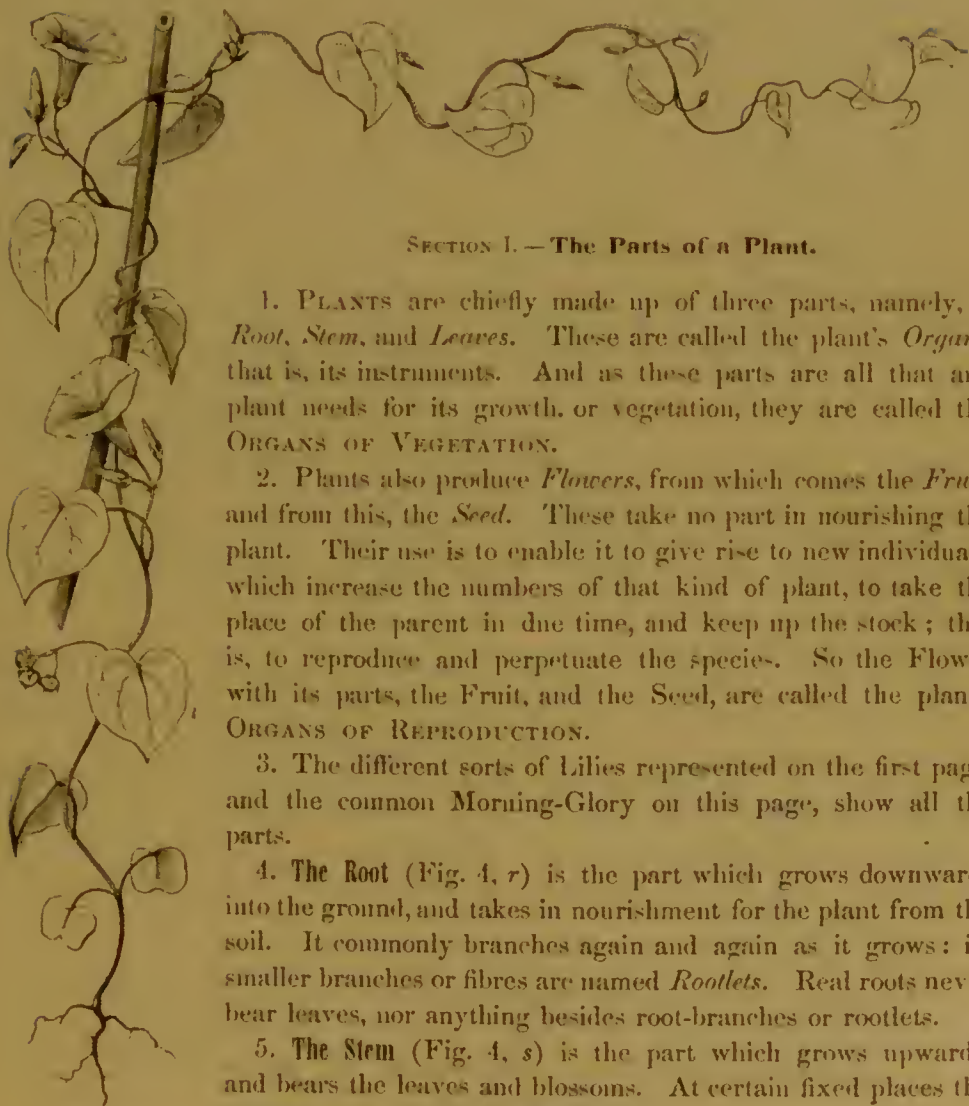 SECTION I. — The Parts of a Plant.
1. PLANTS are chiefly made up of three parts, namely,
Root, Stem, and Leaves. These are called the plant's Organ
that is, its instruments. And as these parts are all that an
plant needs for its growth, or vegetation, they are called th
ORGANS OF VEGETATION.
2. Plants also produce Flowers, from which comes the Frui
and from this, the Seed. These take no part in nourishing th
plant. Their use is to enable it to give rise to new individual
which increase the numbers of that kind of plant, to take th
place of the parent in due time, and keep up the stock; tha
is, to reproduce and perpetuate the species. So the Flowe
with its parts, the Fruit, and the Seed, are called the plant
ORGANS OF REPRODUCTION.
3. The different sorts of Lilies represented on the first pag
and the common Morning-Glory on this page, show all th
parts.
4. The Root (Fig. 4, r) is the part which grows downward
into the ground, and takes in nourishment for the plant from th
soil. It commonly branches again and again as it grows: i
smaller branches or fibres are named Rootlets. Real roots nev
bear leaves, nor anything besides root-branches or rootlets.
5. The Stem (Fig. 4, s) is the part which grows upward
and bears the leaves and blossoms. At certain fixed places th